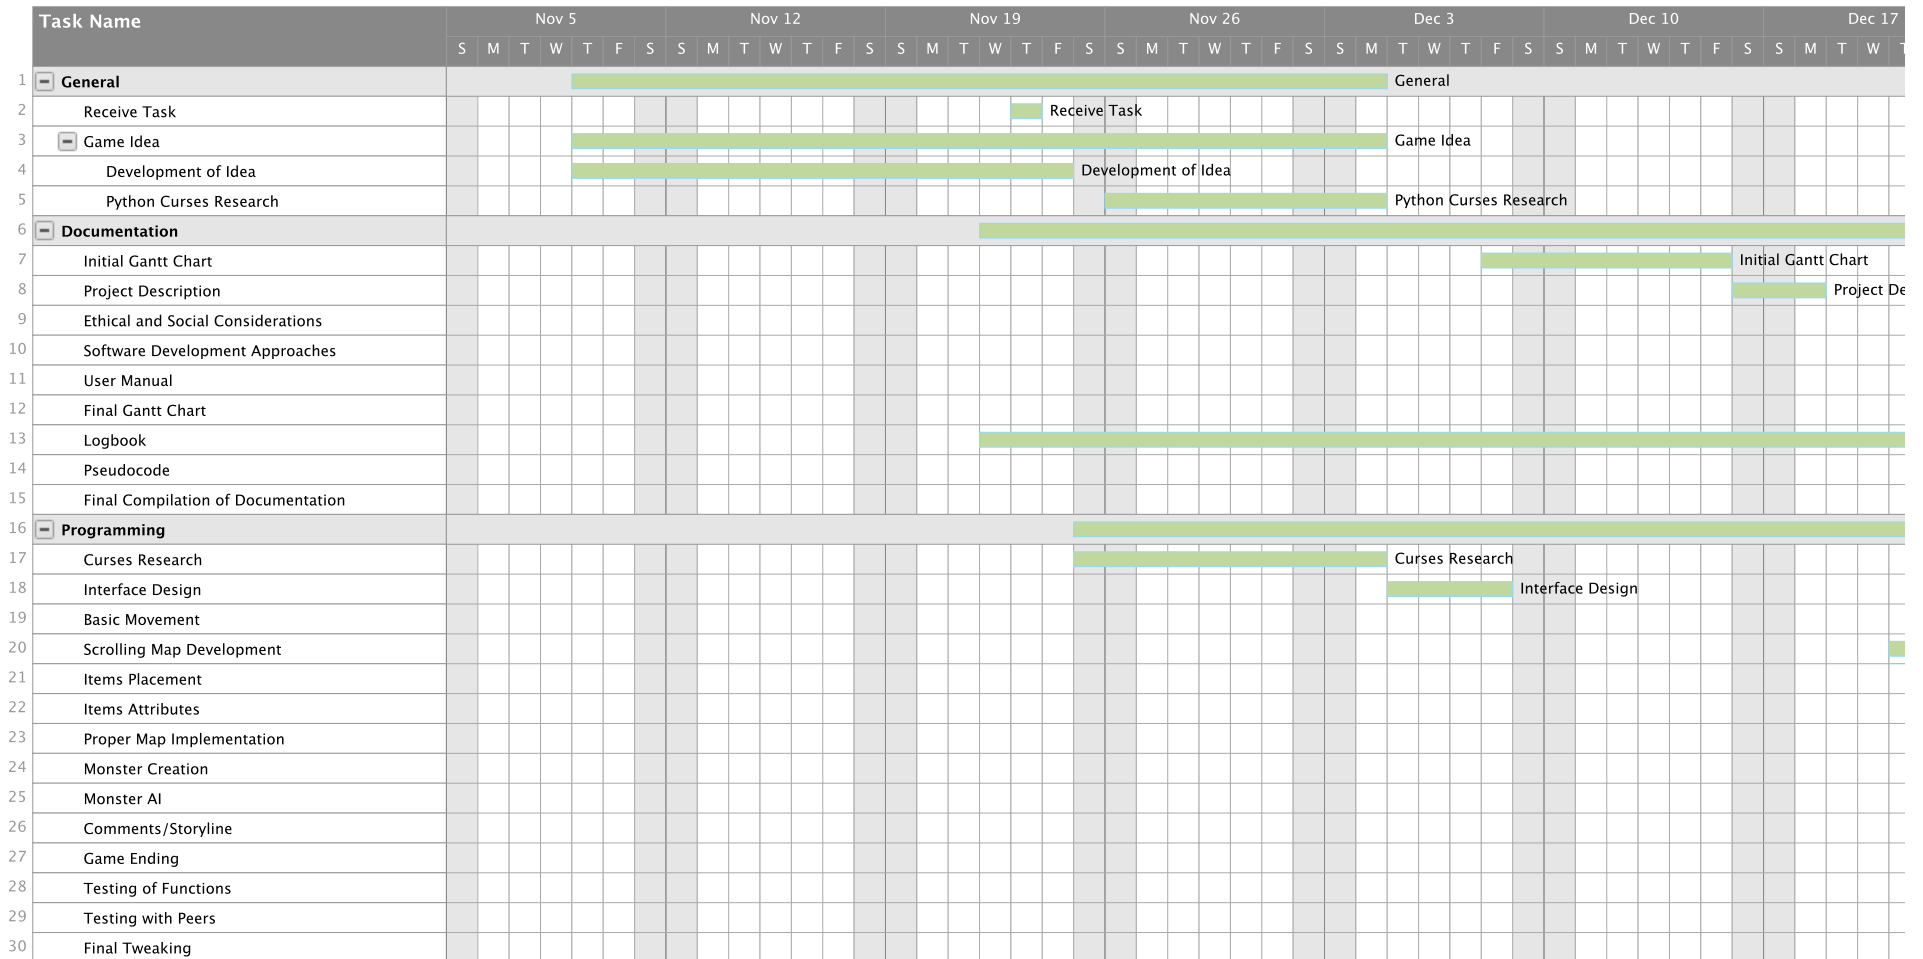 Task Name Nov 5 Nov 12 Nov 19 Nov 26 Dec 3 Dec 10 Dec 17
S M T W T F S S M T W T F S S M T W T F S S M T W T F S S M T W T F S S M T W T F S S M T W
1 General General
2 Receive Task Receive Task
3 Game Idea Game Idea
4 Development of Idea Development of Idea
5 Python Curses Research Python Curses Research
6 Documentation
7 Initial Gantt Chart Initial Gantt Chart
8 Project Description Project De
9 Ethical and Social Considerations
10 Software Development Approaches
11 User Manual
12 Final Gantt Chart
13 Logbook
14 Pseudocode
15 Final Compilation of Documentation
16 Programming
17 Curses Research Curses Research
18 Interface Design Interface Design
19 Basic Movement
20 Scrolling Map Development
21 Items Placement
22 Items Attributes
23 Proper Map Implementation
24 Monster Creation
25 Monster AI
26 Comments/Storyline
27 Game Ending
28 Testing of Functions
29 Testing with Peers
30 Final Tweaking